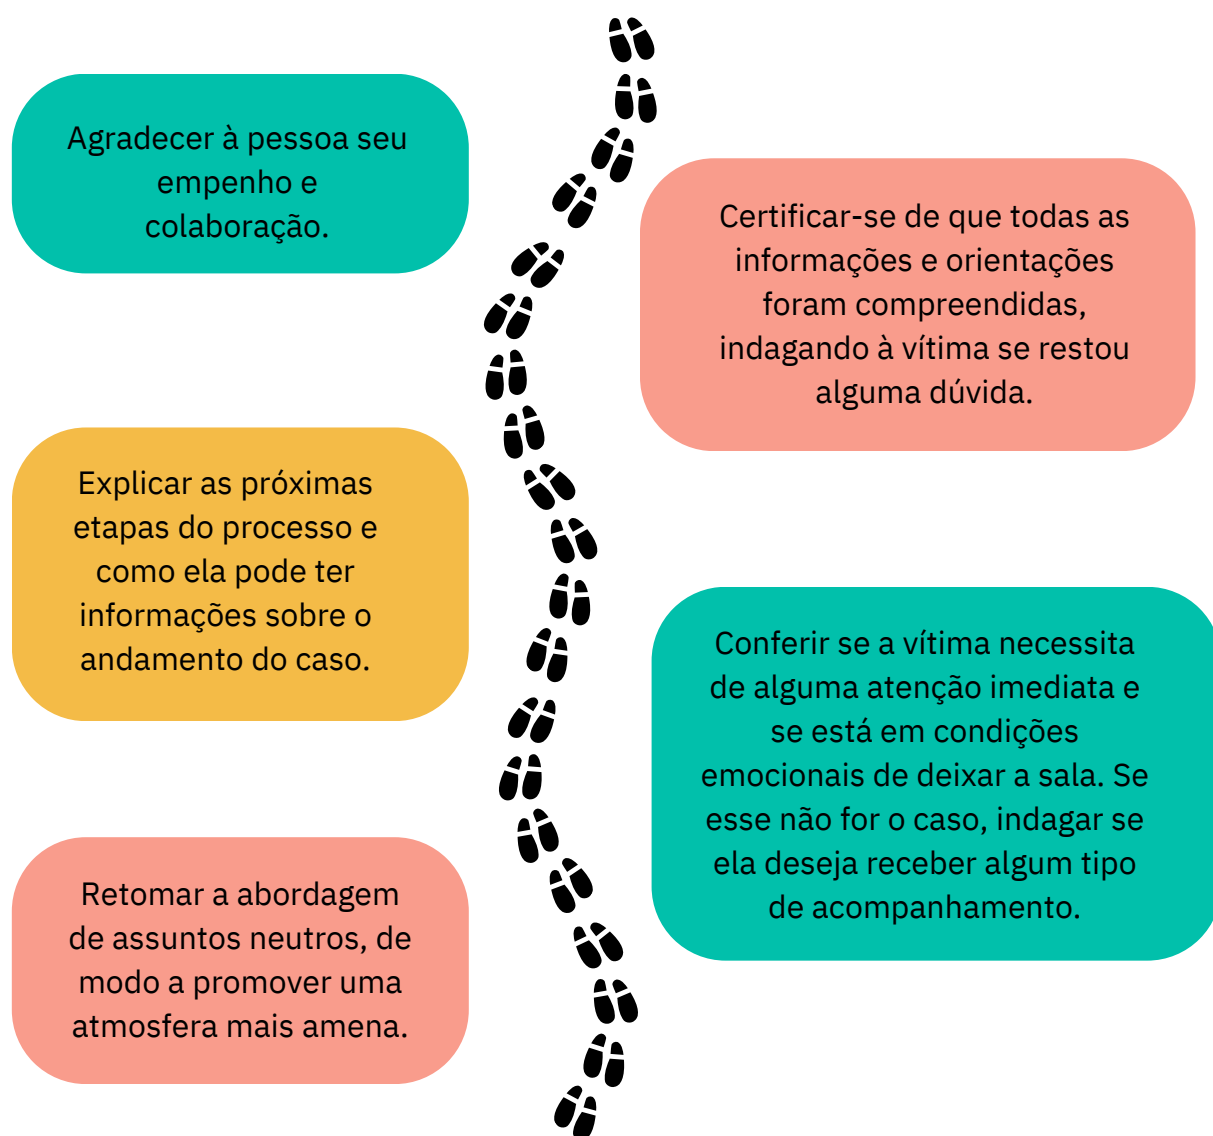 Agradecer à pessoa seu
empenho e
colaboração.
Certificar-se de que todas as
informações e orientações
foram compreendidas,
indagando à vítima se restou
alguma dúvida.
Explicar as próximas
etapas do processo e
como ela pode ter
informações sobre o
andamento do caso.
Conferir se a vítima necessita
de alguma atenção imediata e
se está em condições
emocionais de deixar a sala. Se
esse não for o caso, indagar se
ela deseja receber algum tipo
de acompanhamento.
Retomar a abordagem
de assuntos neutros, de
modo a promover uma
atmosfera mais amena.